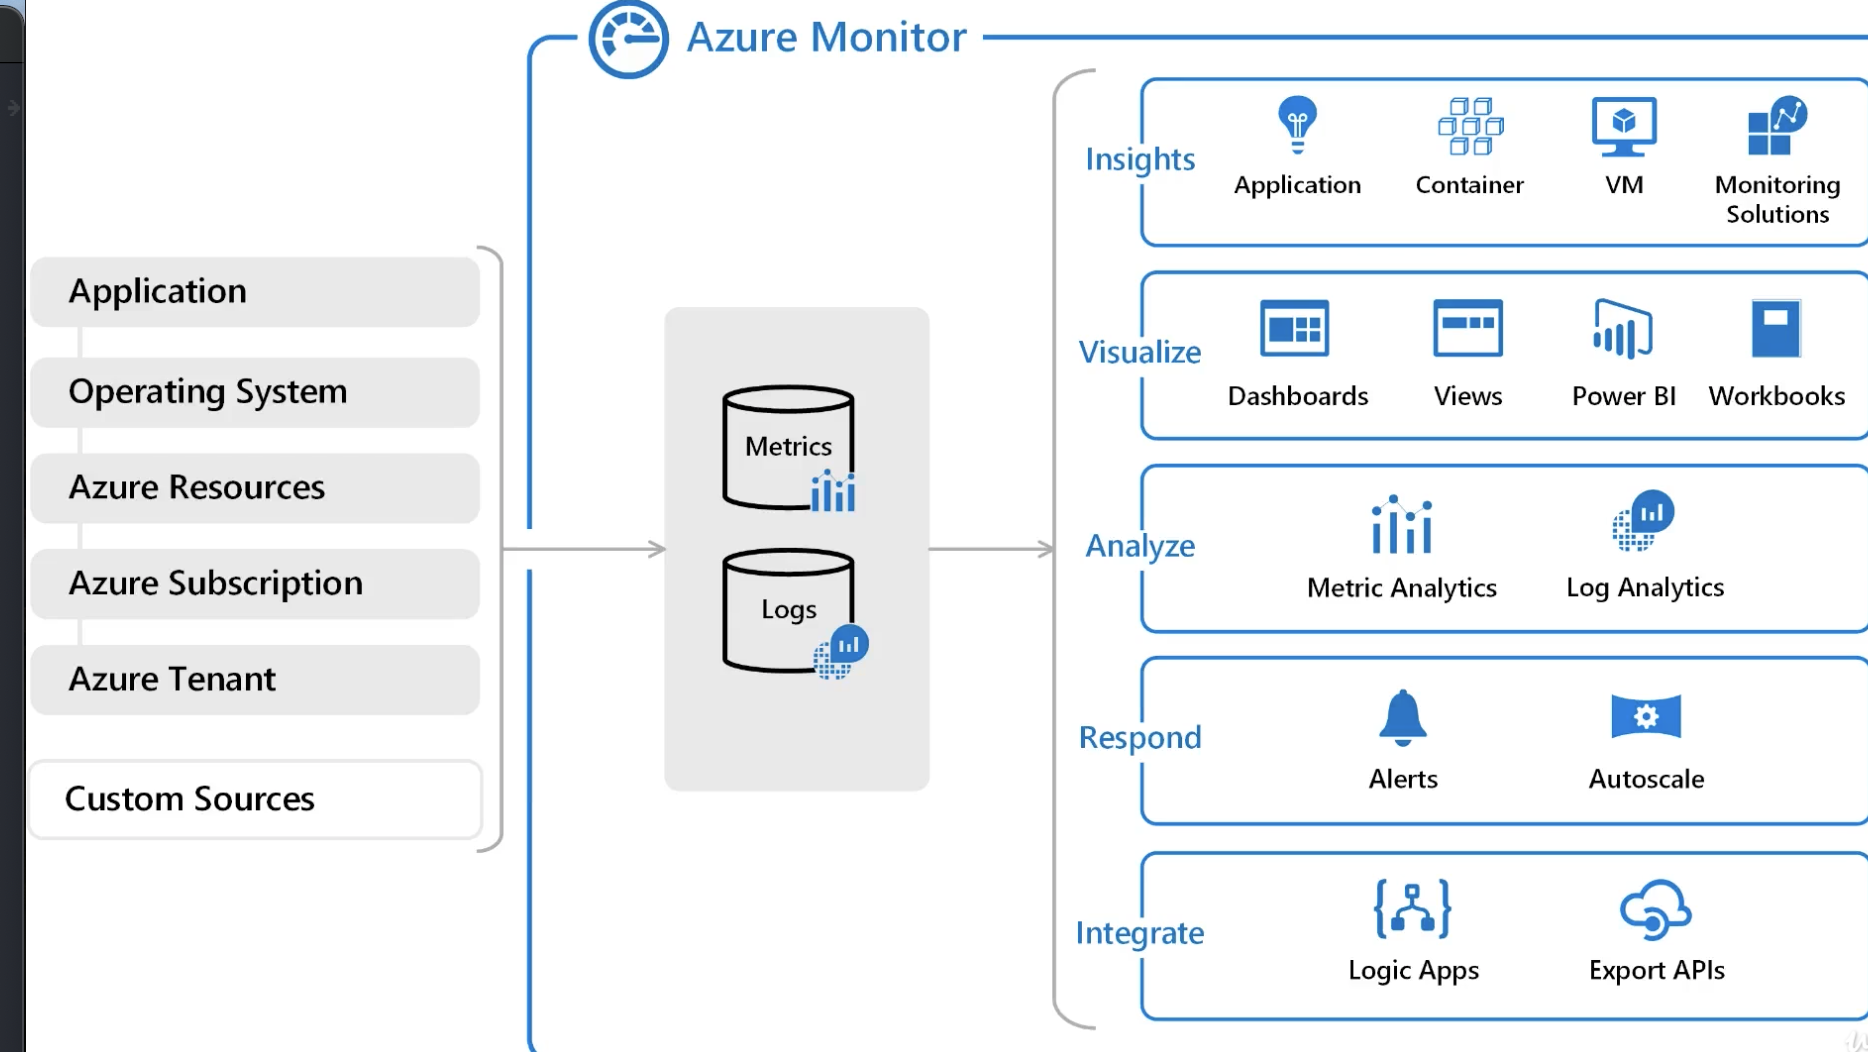 Azure Monitor
Application
Operating System
Azure Resources
Azure Subscription
Azure Tenant
Custom Sources
Metrics
Logs
Insights
Application
Container
VM
Monitoring
Solutions
Visualize
Dashboards
Views
Power BI
Workbooks
Analyze
Metric Analytics
Log Analytics
Respond
Alerts
Autoscale
Integrate
Logic Apps
Export APIs